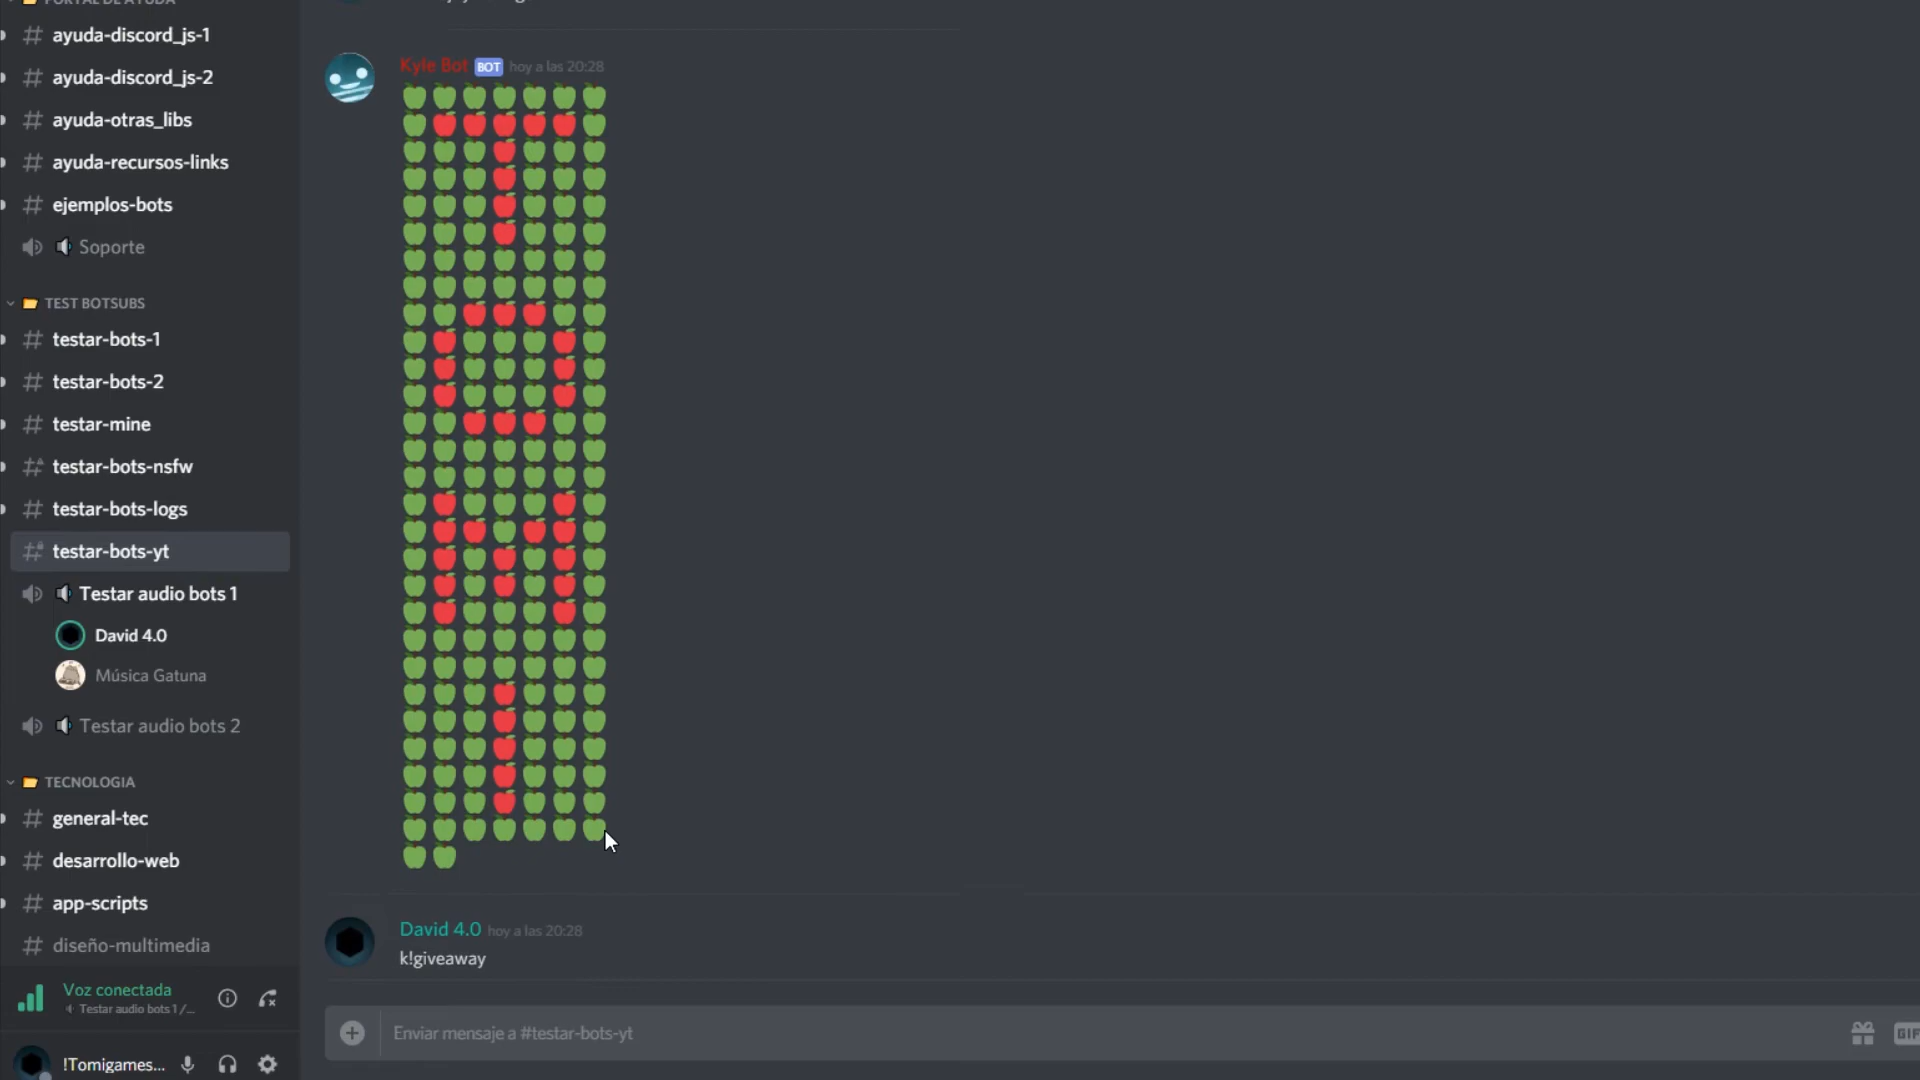 PORTAL DE AYUDA
ayuda-discord_js-1
ayuda-discord_js-2
ayuda-otras_libs
ayuda-recursos-links
ejemplos-bots
Soporte
TEST BOTSUBS
testar-bots-1
testar-bots-2
testar-mine
testar-bots-nsfw
testar-bots-logs
testar-bots-yt
Testar audio bots 1
David 4.0
Música Gatuna
Testar audio bots 2
TECNOLOGIA
general-tec
desarrollo-web
app-scripts
diseño-multimedia
Voz conectada
Testar audio bots 1/...
!Tomigames...
Kyle Bot BOT hoy a las 20:28
T
O
M
I
David 4.0 hoy a las 20:28
k!giveaway
Enviar mensaje a #testar-bots-yt
GIF